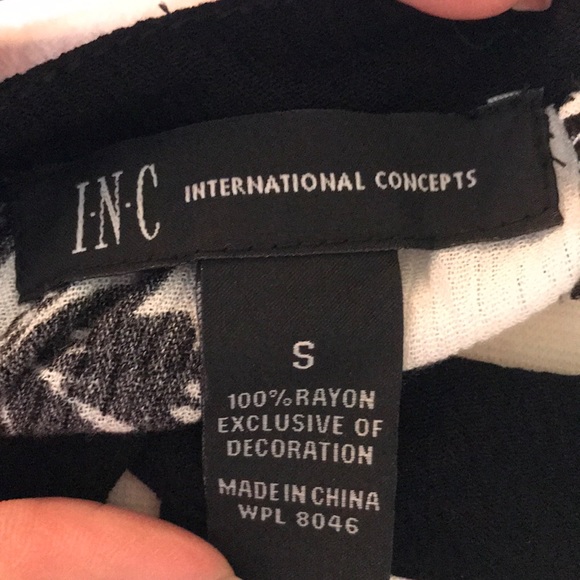 I·N·C INTERNATIONAL CONCEPTS
S
100% RAYON
EXCLUSIVE OF
DECORATION
MADE IN CHINA
WPL 8046